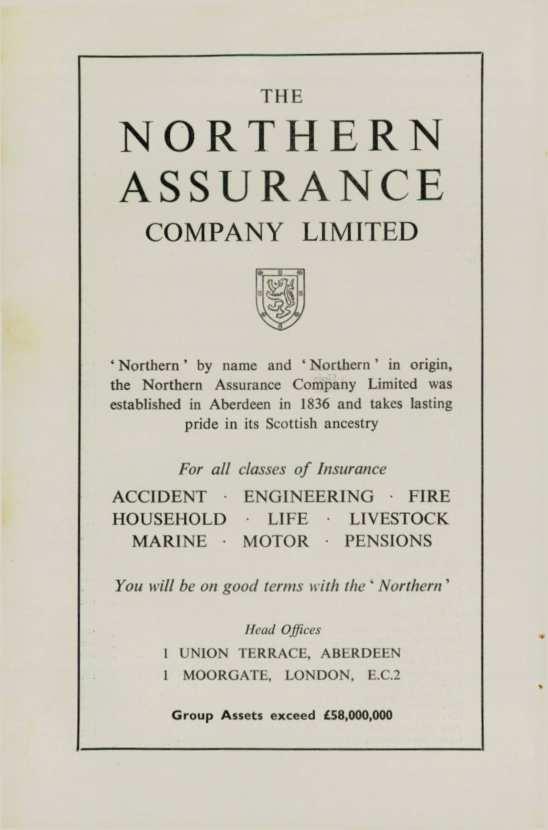 THE
NORTHERN
ASSURANCE
COMPANY LIMITED
‘ Northern ’ by name and ‘ Northern ’ in origin,
the Northern Assurance Company Limited was
established in Aberdeen in 1836 and takes lasting
pride in its Scottish ancestry
For all classes of Insurance
ACCIDENT · ENGINEERING · FIRE
HOUSEHOLD · LIFE · LIVESTOCK
MARINE · MOTOR · PENSIONS
You will be on good terms with the ‘ Northern ’
Head Offices
1 UNION TERRACE, ABERDEEN
1 MOORGATE, LONDON, E.C.2
Group Assets exceed £58,000,000